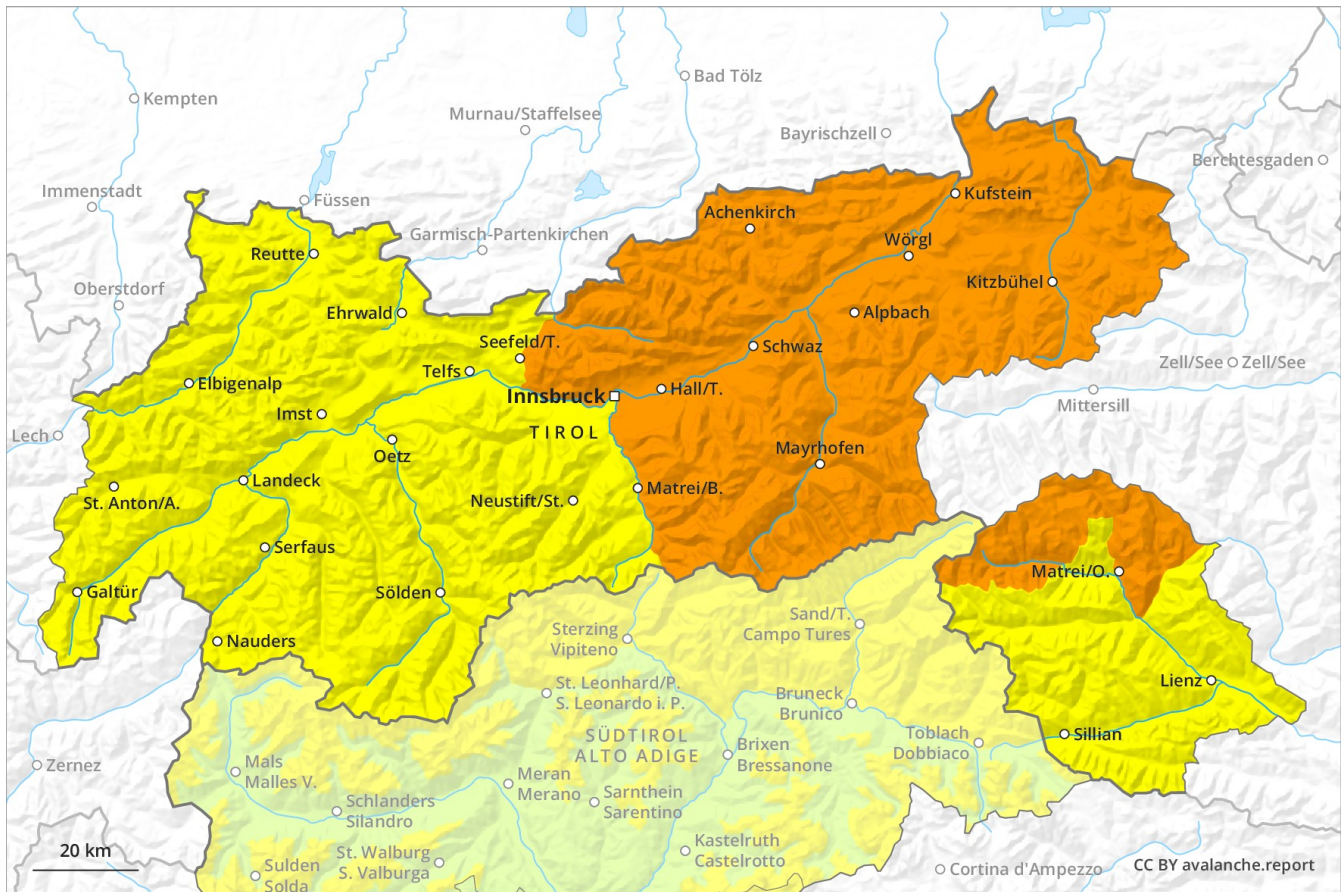 Bad Tölz
Kempten
Murnau/Staffelsee
Bayrischzell
Berchtesgaden
Immenstadt
Füssen
Kufstein
Achenkirch
Garmisch-Partenkirchen
Wörgl
Reutte
Kitzbühel
Oberstdorf
Ehrwald
Alpbach
Seefeld/T.
Schwaz
Zell/See
Zell/See
Telfs
Elbigenalp
Hall/T.
Innsbruck
Mittersill
Imst
Lech
TIROL
Mayrhofen
Oetz
Landeck
Matrei/B.
St. Anton/A.
Neustift/St.
Serfaus
Matrei/O.
Galtür
Sölden
Sand/T.
Campo Tures
Sterzing
Vipiteno
Nauders
Lienz
St. Leonhard/P.
S. Leonardo i. P.
Bruneck
Brunico
Sillian
SÜDTIROL
ALTO ADIGE
Toblach
Dobbiaco
Brixen
Bressanone
Zernez
Mals
Malles V.
Meran
Merano
Sarnthein
Sarentino
Schlanders
Silandro
Kastelruth
Castelrotto
20 km
St. Walburg
S. Valburga
Sulden
Solda
Cortina d'Ampezzo
CC BY avalanche.report